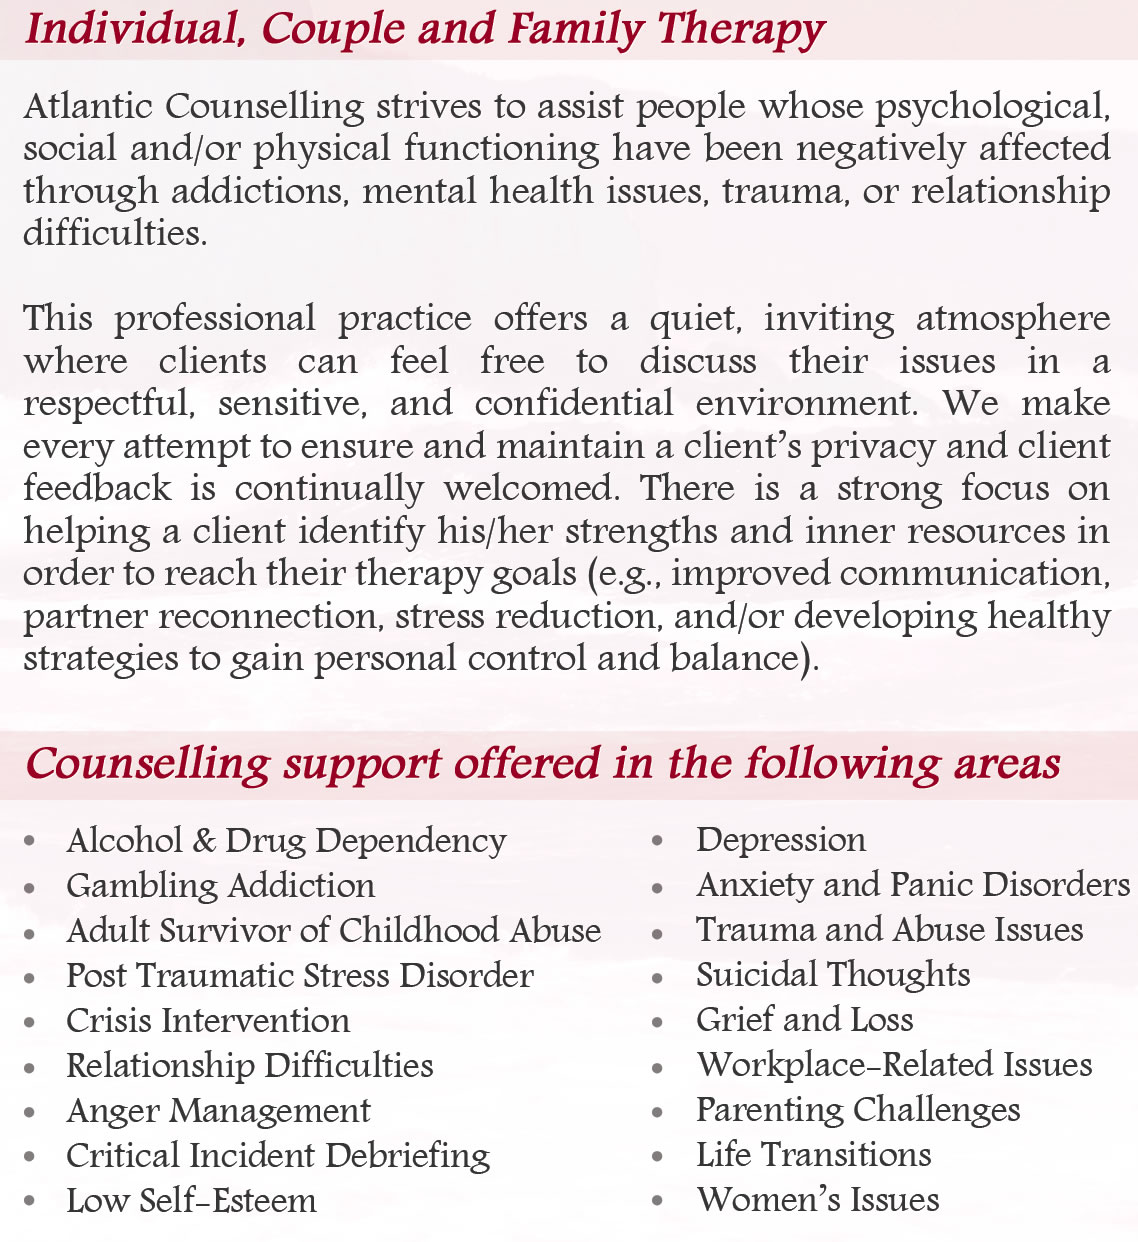 Individual, Couple and Family Therapy
Atlantic Counselling strives to assist people whose psychological,
social and/or physical functioning have been negatively affected
through addictions, mental health issues, trauma, or relationship
difficulties.
This professional practice offers a quiet, inviting atmosphere
where clients can feel free to discuss their issues in a
respectful, sensitive, and confidential environment. We make
every attempt to ensure and maintain a client's privacy and client
feedback is continually welcomed. There is a strong focus on
helping a client identify his/her strengths and inner resources in
order to reach their therapy goals (e.g., improved communication,
partner reconnection, stress reduction, and/or developing healthy
strategies to gain personal control and balance).
Counselling support offered in the following areas
• Alcohol & Drug Dependency
• Gambling Addiction
• Adult Survivor of Childhood Abuse
• Post Traumatic Stress Disorder
• Crisis Intervention
• Relationship Difficulties
• Anger Management
• Critical Incident Debriefing
• Low Self-Esteem
• Depression
• Anxiety and Panic Disorders
• Trauma and Abuse Issues
• Suicidal Thoughts
• Grief and Loss
• Workplace-Related Issues
• Parenting Challenges
• Life Transitions
• Women's Issues